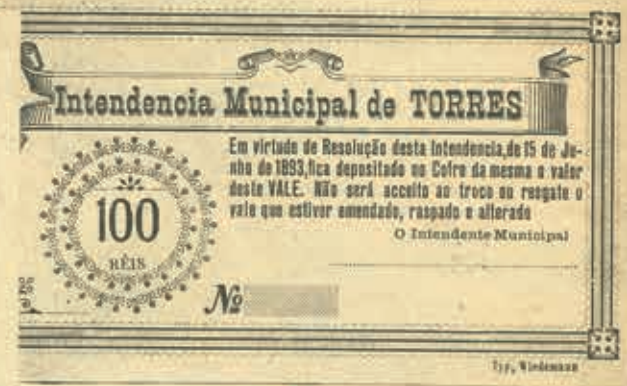 Intendencia Municipal de TORRES
Em virtude de Resolução desta Intendencia, de 15 de Ju-
nho de 1893, fica depositado no Cofre da mesma o valor
deste VALE. Não será acceito ao troco ou resgate o
vale que estiver emendado, raspado e alterado
O Intendente Municipal
100
RÉIS
Nº
Typ, Wiedemann